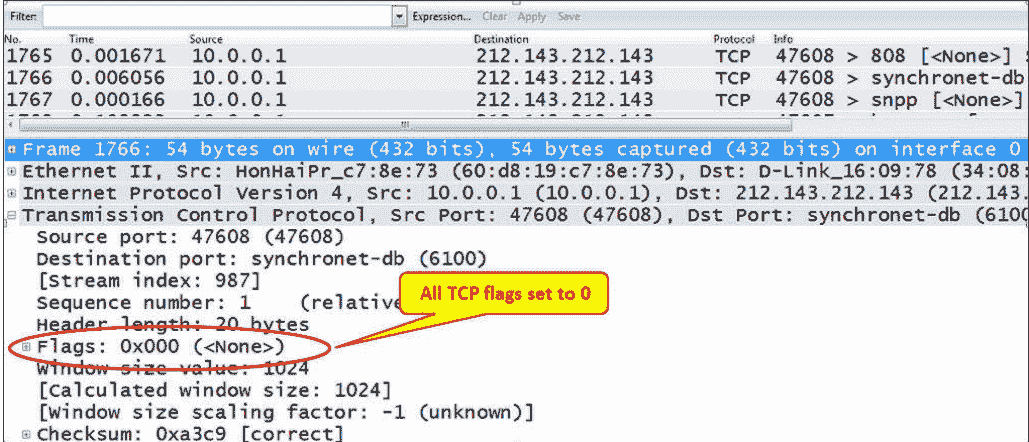 Filter: Expression... Clear Apply Save
No. Time Source Destination Protocol Info
1765 0.001671 10.0.0.1 212.143.212.143 TCP 47608 > 808 [<None>]
1766 0.006056 10.0.0.1 212.143.212.143 TCP 47608 > synchronet-db
1767 0.000166 10.0.0.1 212.143.212.143 TCP 47608 > snpp [<None>]
Frame 1766: 54 bytes on wire (432 bits), 54 bytes captured (432 bits) on interface 0
Ethernet II, Src: HonHaiPr_c7:8e:73 (60:d8:19:c7:8e:73), Dst: D-Link_16:09:78 (34:08:
Internet Protocol Version 4, Src: 10.0.0.1 (10.0.0.1), Dst: 212.143.212.143 (212.143.
Transmission Control Protocol, Src Port: 47608 (47608), Dst Port: synchronet-db (6100
Source port: 47608 (47608)
Destination port: synchronet-db (6100)
[Stream index: 987]
Sequence number: 1 (relative
All TCP flags set to 0
Header length: 20 bytes
Flags: 0x000 (<None>)
Window size value: 1024
[Calculated window size: 1024]
[Window size scaling factor: -1 (unknown)]
Checksum: 0xa3c9 [correct]